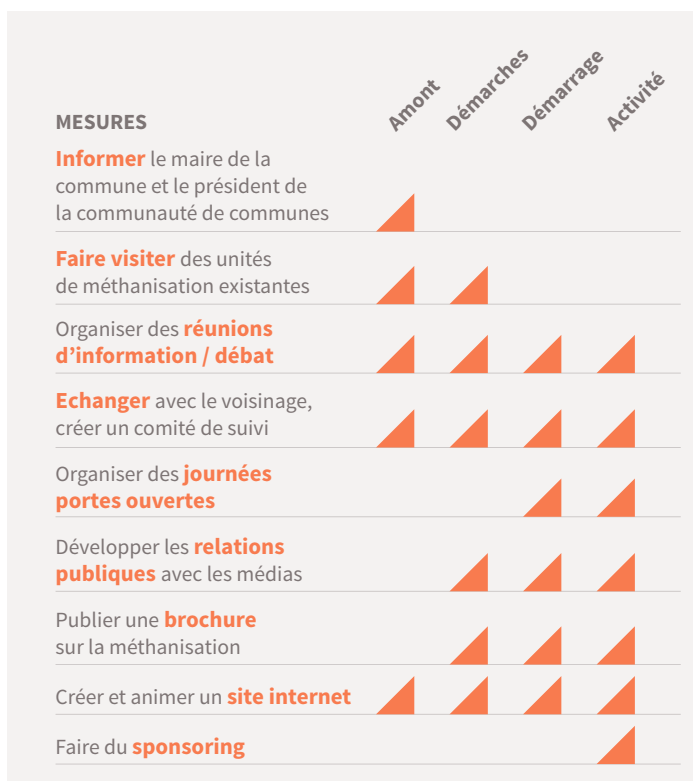 Amont
Démarches
Démarrage
Activité
MESURES
Informer le maire de la
commune et le président de
la communauté de communes
Faire visiter des unités
de méthanisation existantes
Organiser des réunions
d’information / débat
Echanger avec le voisinage,
créer un comité de suivi
Organiser des journées
portes ouvertes
Développer les relations
publiques avec les médias
Publier une brochure
sur la méthanisation
Créer et animer un site internet
Faire du sponsoring